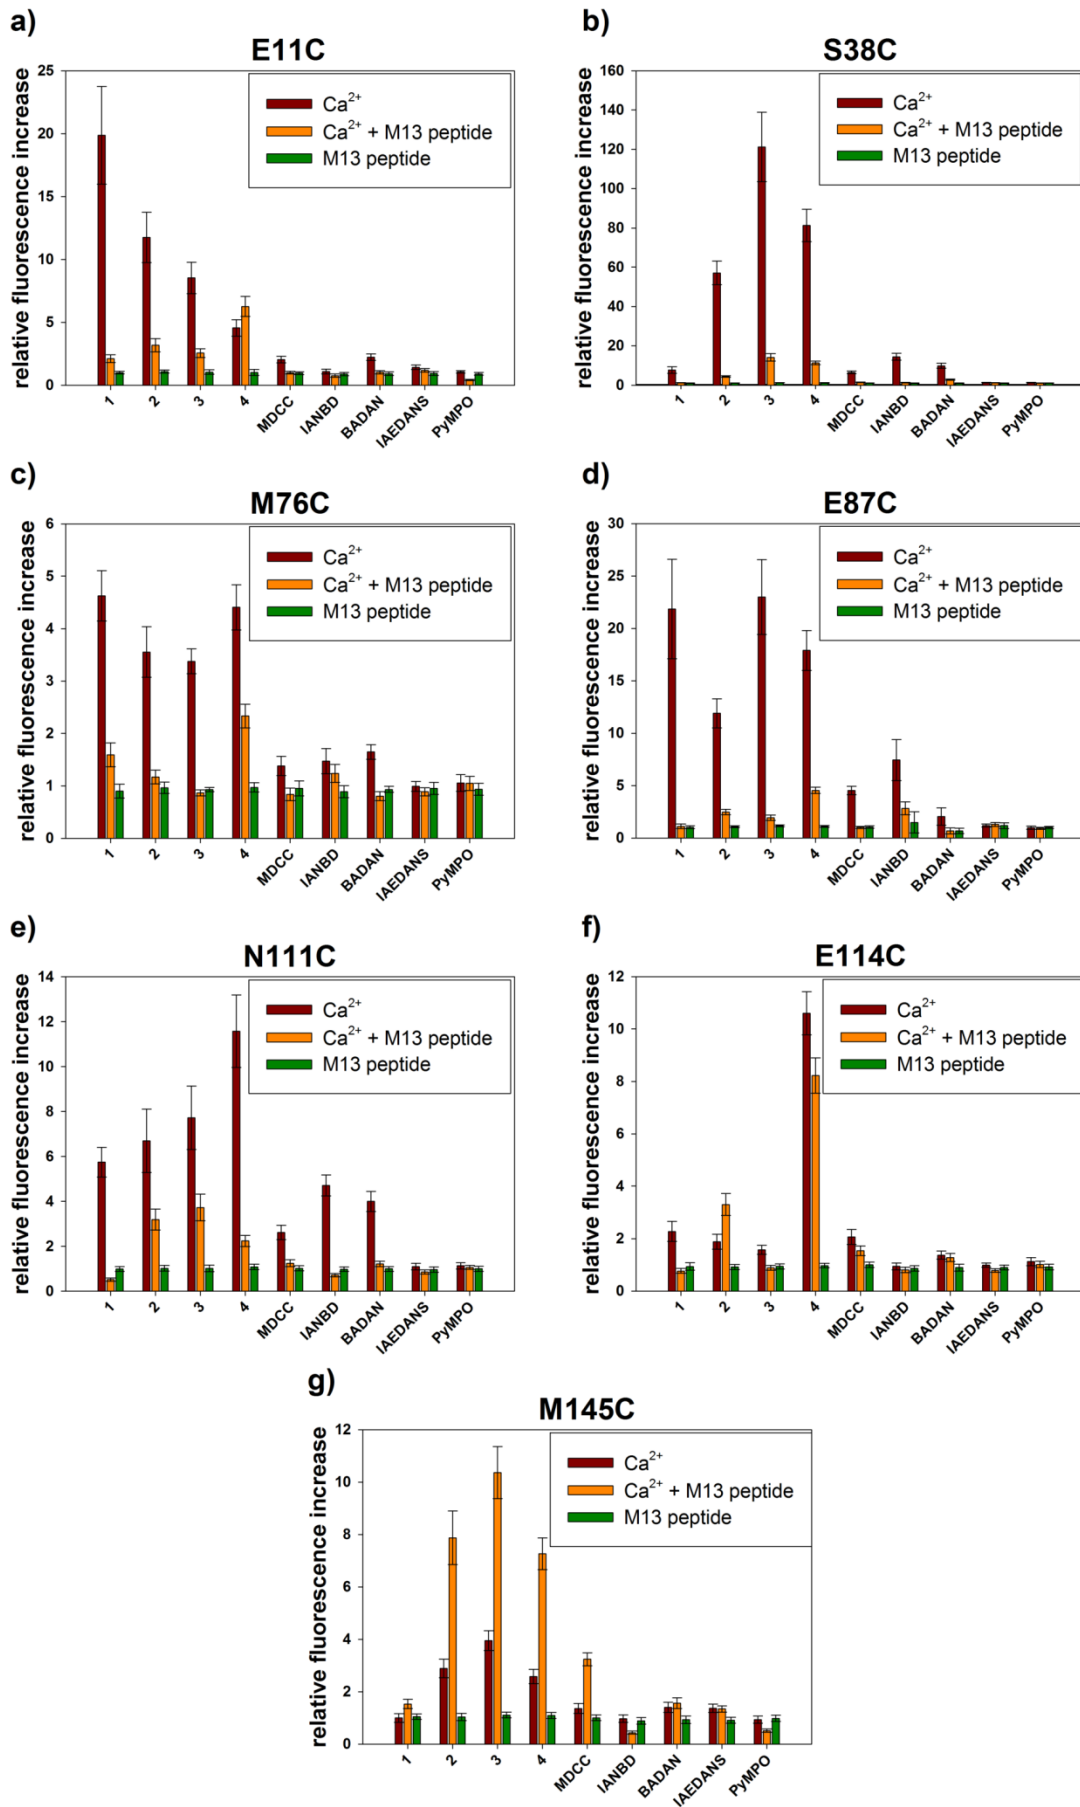 a)
E11C
relative fluorescence increase
25
20
15
10
5
0
Ca²⁺
Ca²⁺ + M13 peptide
M13 peptide
1
2
3
4
MDCC
IANBD
BADAN
IAEDANS
PyMPO
b)
S38C
relative fluorescence increase
160
140
120
100
80
60
40
20
0
Ca²⁺
Ca²⁺ + M13 peptide
M13 peptide
1
2
3
4
MDCC
IANBD
BADAN
IAEDANS
PyMPO
c)
M76C
relative fluorescence increase
6
5
4
3
2
1
0
Ca²⁺
Ca²⁺ + M13 peptide
M13 peptide
1
2
3
4
MDCC
IANBD
BADAN
IAEDANS
PyMPO
d)
E87C
relative fluorescence increase
30
25
20
15
10
5
0
Ca²⁺
Ca²⁺ + M13 peptide
M13 peptide
1
2
3
4
MDCC
IANBD
BADAN
IAEDANS
PyMPO
e)
N111C
relative fluorescence increase
14
12
10
8
6
4
2
0
Ca²⁺
Ca²⁺ + M13 peptide
M13 peptide
1
2
3
4
MDCC
IANBD
BADAN
IAEDANS
PyMPO
f)
E114C
relative fluorescence increase
12
10
8
6
4
2
0
Ca²⁺
Ca²⁺ + M13 peptide
M13 peptide
1
2
3
4
MDCC
IANBD
BADAN
IAEDANS
PyMPO
g)
M145C
relative fluorescence increase
12
10
8
6
4
2
0
Ca²⁺
Ca²⁺ + M13 peptide
M13 peptide
1
2
3
4
MDCC
IANBD
BADAN
IAEDANS
PyMPO